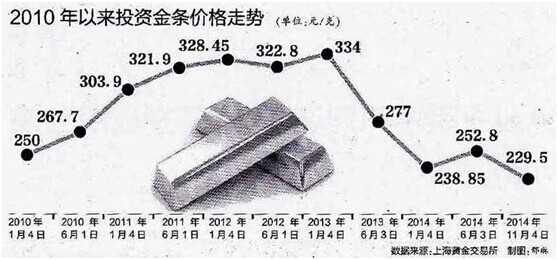 2010年以来投资金条价格走势 (单位:元/克)
250
267.7
303.9
321.9
328.45
322.8
334
277
238.85
252.8
229.5
2010年 2010年 2011年 2011年 2012年 2012年 2013年 2013年 2014年 2014年 2014年
1月4日 6月1日 1月4日 6月1日 1月4日 6月1日 1月4日 6月3日 1月4日 6月3日 11月4日
数据来源:上海黄金交易所 制图: